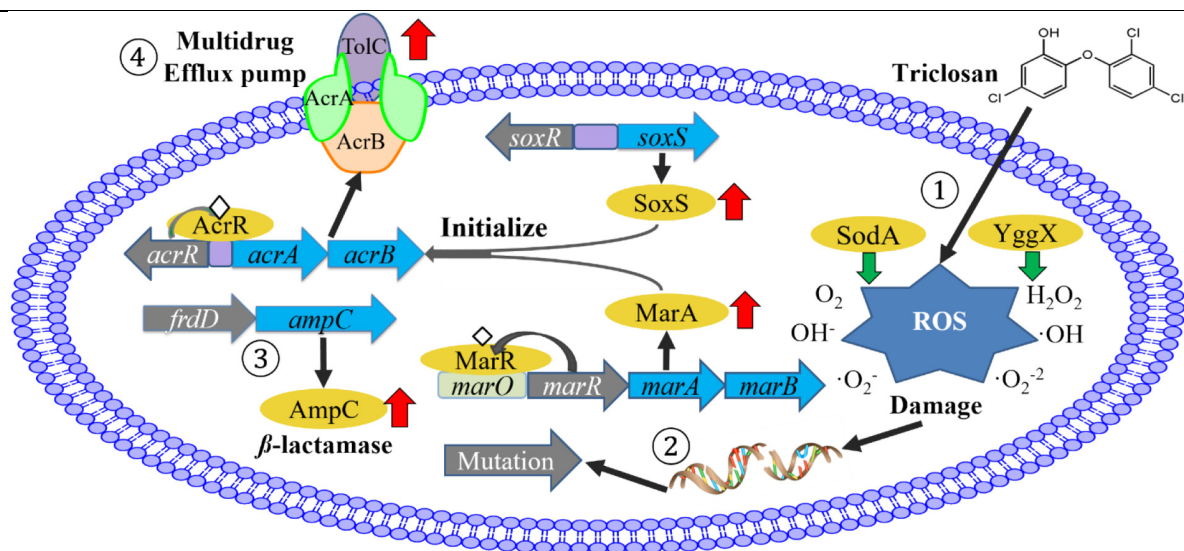 ④
Multidrug
Efflux pump
TolC
AcrA
AcrB
Triclosan
OH
O
Cl
Cl
Cl
①
soxR
soxS
SoxS
AcrR
acrR
acrA
acrB
Initialize
SodA
YggX
O₂
H₂O₂
OH⁻
ROS
·OH
·O₂⁻
·O₂⁻²
Damage
frdD
ampC
③
AmpC
β-lactamase
MarA
MarR
marO
marR
marA
marB
②
Mutation